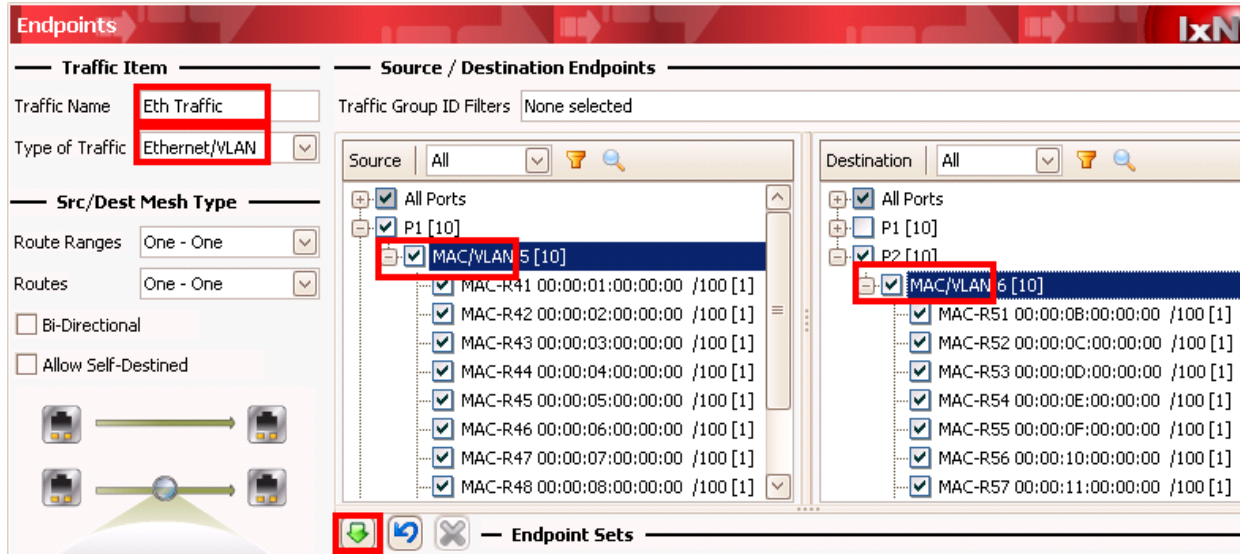 Endpoints
IxN
Traffic Item
Traffic Name Eth Traffic
Type of Traffic Ethernet/VLAN
Src/Dest Mesh Type
Route Ranges One - One
Routes One - One
Bi-Directional
Allow Self-Destined
Source / Destination Endpoints
Traffic Group ID Filters None selected
Source All
All Ports
P1 [10]
MAC/VLAN 5 [10]
MAC-R41 00:00:01:00:00:00 /100 [1]
MAC-R42 00:00:02:00:00:00 /100 [1]
MAC-R43 00:00:03:00:00:00 /100 [1]
MAC-R44 00:00:04:00:00:00 /100 [1]
MAC-R45 00:00:05:00:00:00 /100 [1]
MAC-R46 00:00:06:00:00:00 /100 [1]
MAC-R47 00:00:07:00:00:00 /100 [1]
MAC-R48 00:00:08:00:00:00 /100 [1]
Destination All
All Ports
P1 [10]
P2 [10]
MAC/VLAN 6 [10]
MAC-R51 00:00:0B:00:00:00 /100 [1]
MAC-R52 00:00:0C:00:00:00 /100 [1]
MAC-R53 00:00:0D:00:00:00 /100 [1]
MAC-R54 00:00:0E:00:00:00 /100 [1]
MAC-R55 00:00:0F:00:00:00 /100 [1]
MAC-R56 00:00:10:00:00:00 /100 [1]
MAC-R57 00:00:11:00:00:00 /100 [1]
Endpoint Sets